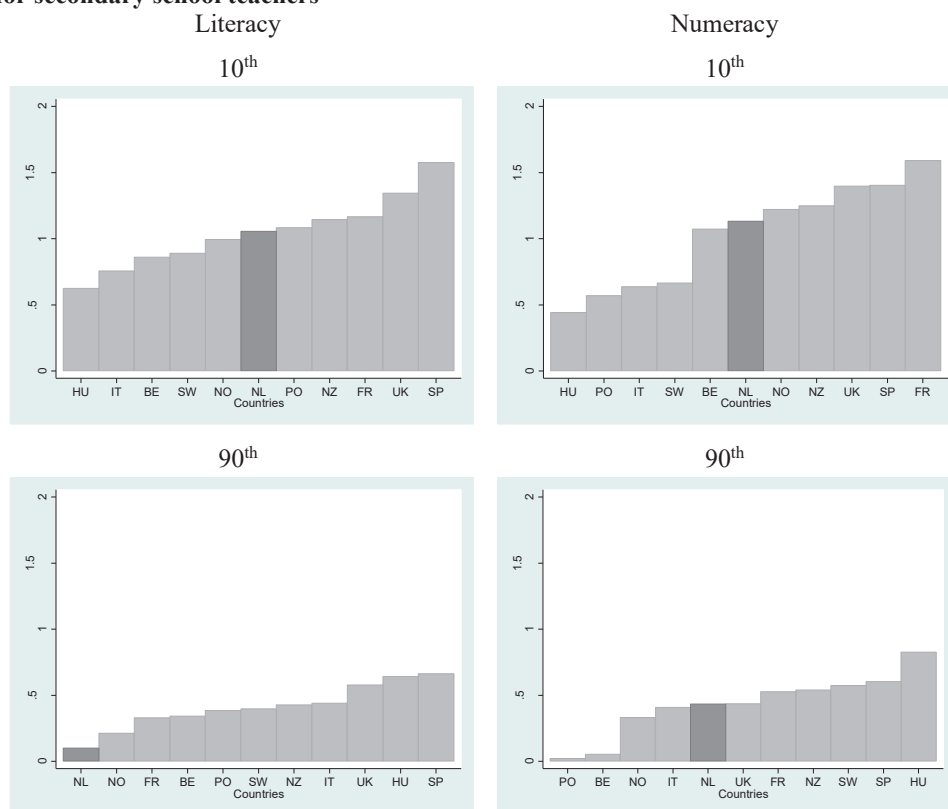 for secondary school teachers
Literacy
Numeracy
10th
10th
2
1.5
1
.5
0
HU IT BE SW NO NL PO NZ FR UK SP
Countries
2
1.5
1
.5
0
HU PO IT SW BE NL NO NZ UK SP FR
Countries
90th
90th
2
1.5
1
.5
0
NL NO FR BE PO SW NZ IT UK HU SP
Countries
2
1.5
1
.5
0
PO BE NO IT NL UK FR NZ SW SP HU
Countries